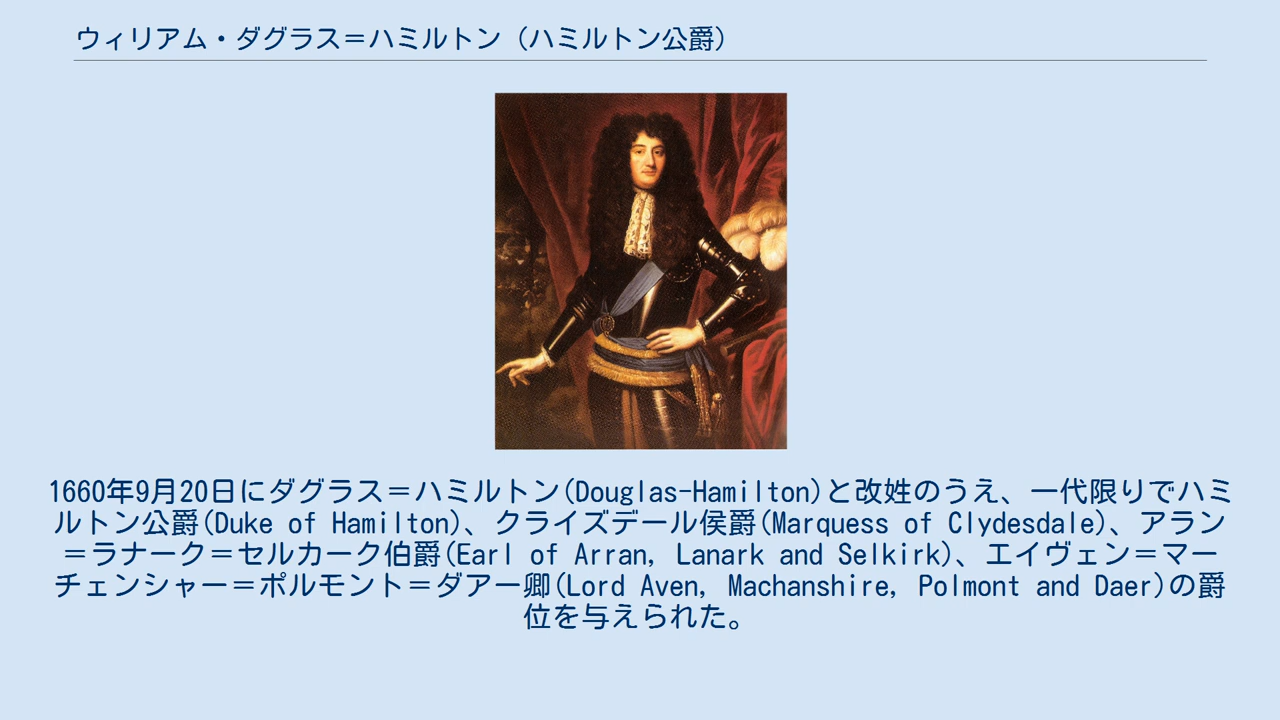 ウィリアム・ダグラス＝ハミルトン（ハミルトン公爵）
1660年9月20日にダグラス＝ハミルトン(Douglas-Hamilton)と改姓のうえ、一代限りでハミ
ルトン公爵(Duke of Hamilton)、クライズデール侯爵(Marquess of Clydesdale)、アラン
＝ラナーク＝セルカーク伯爵(Earl of Arran, Lanark and Selkirk)、エイヴェン＝マー
チェンシャー＝ポルモント＝ダアー卿(Lord Aven, Machanshire, Polmont and Daer)の爵
位を与えられた。